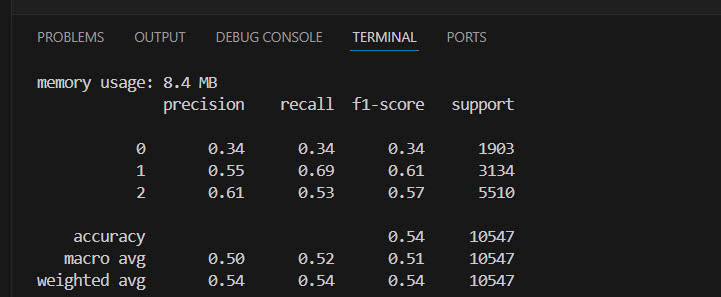 PROBLEMS OUTPUT DEBUG CONSOLE TERMINAL PORTS
memory usage: 8.4 MB
precision recall f1-score support
0 0.34 0.34 0.34 1903
1 0.55 0.69 0.61 3134
2 0.61 0.53 0.57 5510
accuracy 0.54 10547
macro avg 0.50 0.52 0.51 10547
weighted avg 0.54 0.54 0.54 10547